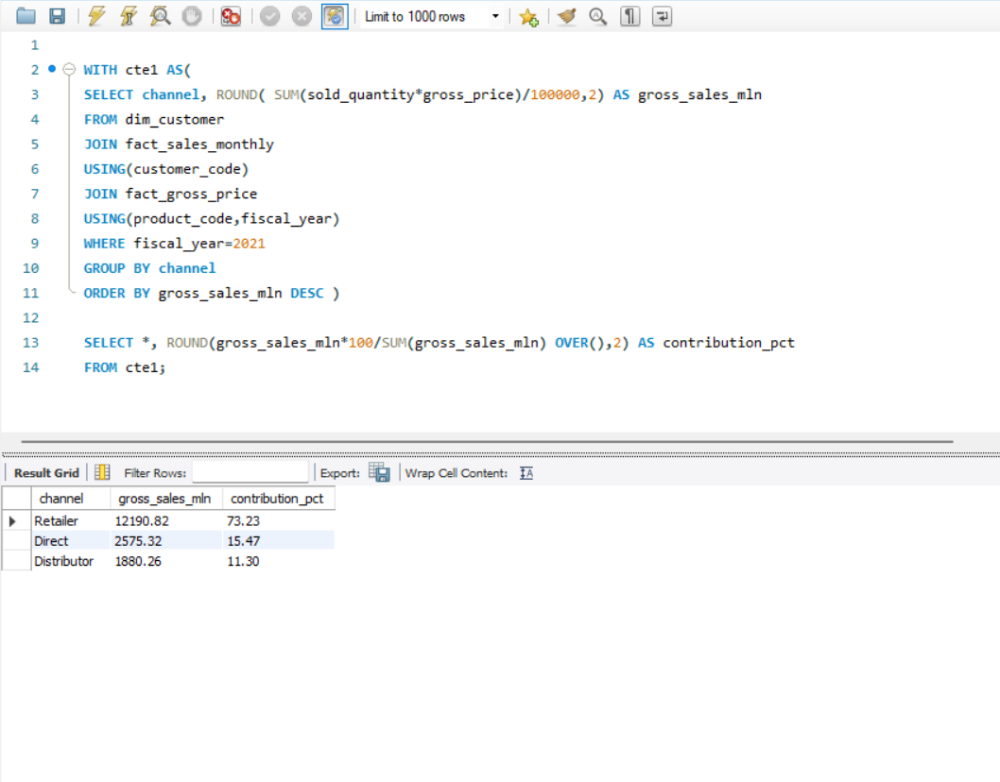 Limit to 1000 rows
1
2 WITH cte1 AS(
3 SELECT channel, ROUND( SUM(sold_quantity*gross_price)/100000,2) AS gross_sales_mln
4 FROM dim_customer
5 JOIN fact_sales_monthly
6 USING(customer_code)
7 JOIN fact_gross_price
8 USING(product_code,fiscal_year)
9 WHERE fiscal_year=2021
10 GROUP BY channel
11 ORDER BY gross_sales_mln DESC )
12
13 SELECT *, ROUND(gross_sales_mln*100/SUM(gross_sales_mln) OVER(),2) AS contribution_pct
14 FROM cte1;
Result Grid Filter Rows: Export: Wrap Cell Content: IA
channel gross_sales_mln contribution_pct
Retailer 12190.82 73.23
Direct 2575.32 15.47
Distributor 1880.26 11.30